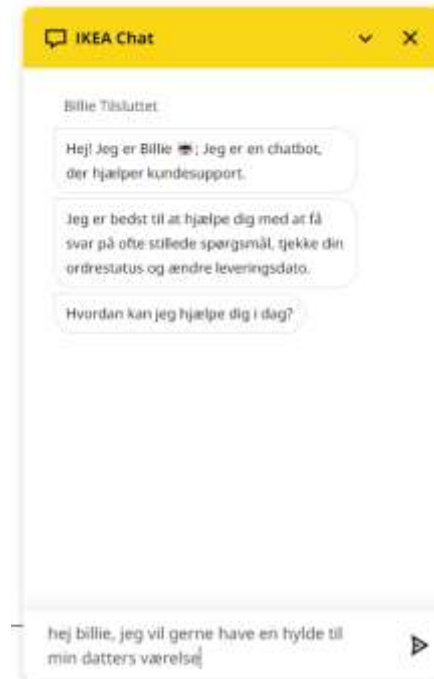 IKEA Chat
Billie Tilsluttet
Hej! Jeg er Billie 🤖; Jeg er en chatbot,
der hjælper kundesupport.
Jeg er bedst til at hjælpe dig med at få
svar på ofte stillede spørgsmål, tjekke din
ordrestatus og ændre leveringsdato.
Hvordan kan jeg hjælpe dig i dag?
hej billie, jeg vil gerne have en hylde til
min datters værelse